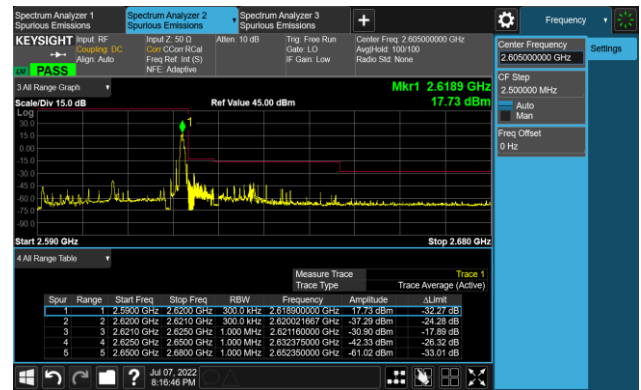 Spectrum Analyzer 1
Spurious Emissions
Spectrum Analyzer 2
Spurious Emissions
Spectrum Analyzer 3
Spurious Emissions
+
Frequency
KEYSIGHT
Input: RF
Coupling: DC
Align: Auto
Input Z: 50 Ω
Corr CCorr RCal
Freq Ref: Int (S)
NFE: Adaptive
Atten: 10 dB
Trig: Free Run
Gate: LO
IF Gain: Low
Center Freq: 2.605000000 GHz
Avg|Hold: 100/100
Radio Std: None
PASS
Center Frequency
2.605000000 GHz
Settings
CF Step
2.500000 MHz
Auto
Man
Freq Offset
0 Hz
3 All Range Graph
Mkr1 2.6189 GHz
Scale/Div 15.0 dB
Ref Value 45.00 dBm
17.73 dBm
Log
1
30.0
15.0
0.00
-15.0
-30.0
-45.0
-60.0
-75.0
-90.0
Start 2.590 GHz
Stop 2.680 GHz
4 All Range Table
Measure Trace Trace 1
Trace Type Trace Average (Active)
Spur Range Start Freq Stop Freq RBW Frequency Amplitude ΔLimit
1 1 2.5900 GHz 2.6200 GHz 300.0 kHz 2.618900000 GHz 17.73 dBm -32.27 dB
2 2 2.6200 GHz 2.6210 GHz 300.0 kHz 2.620021667 GHz -37.29 dBm -24.28 dB
3 3 2.6210 GHz 2.6250 GHz 1.000 MHz 2.621160000 GHz -30.90 dBm -17.89 dB
4 4 2.6250 GHz 2.6500 GHz 1.000 MHz 2.632375000 GHz -42.33 dBm -26.32 dB
5 5 2.6500 GHz 2.6800 GHz 1.000 MHz 2.652350000 GHz -61.02 dBm -33.01 dB
?
Jul 07, 2022
8:16:46 PM